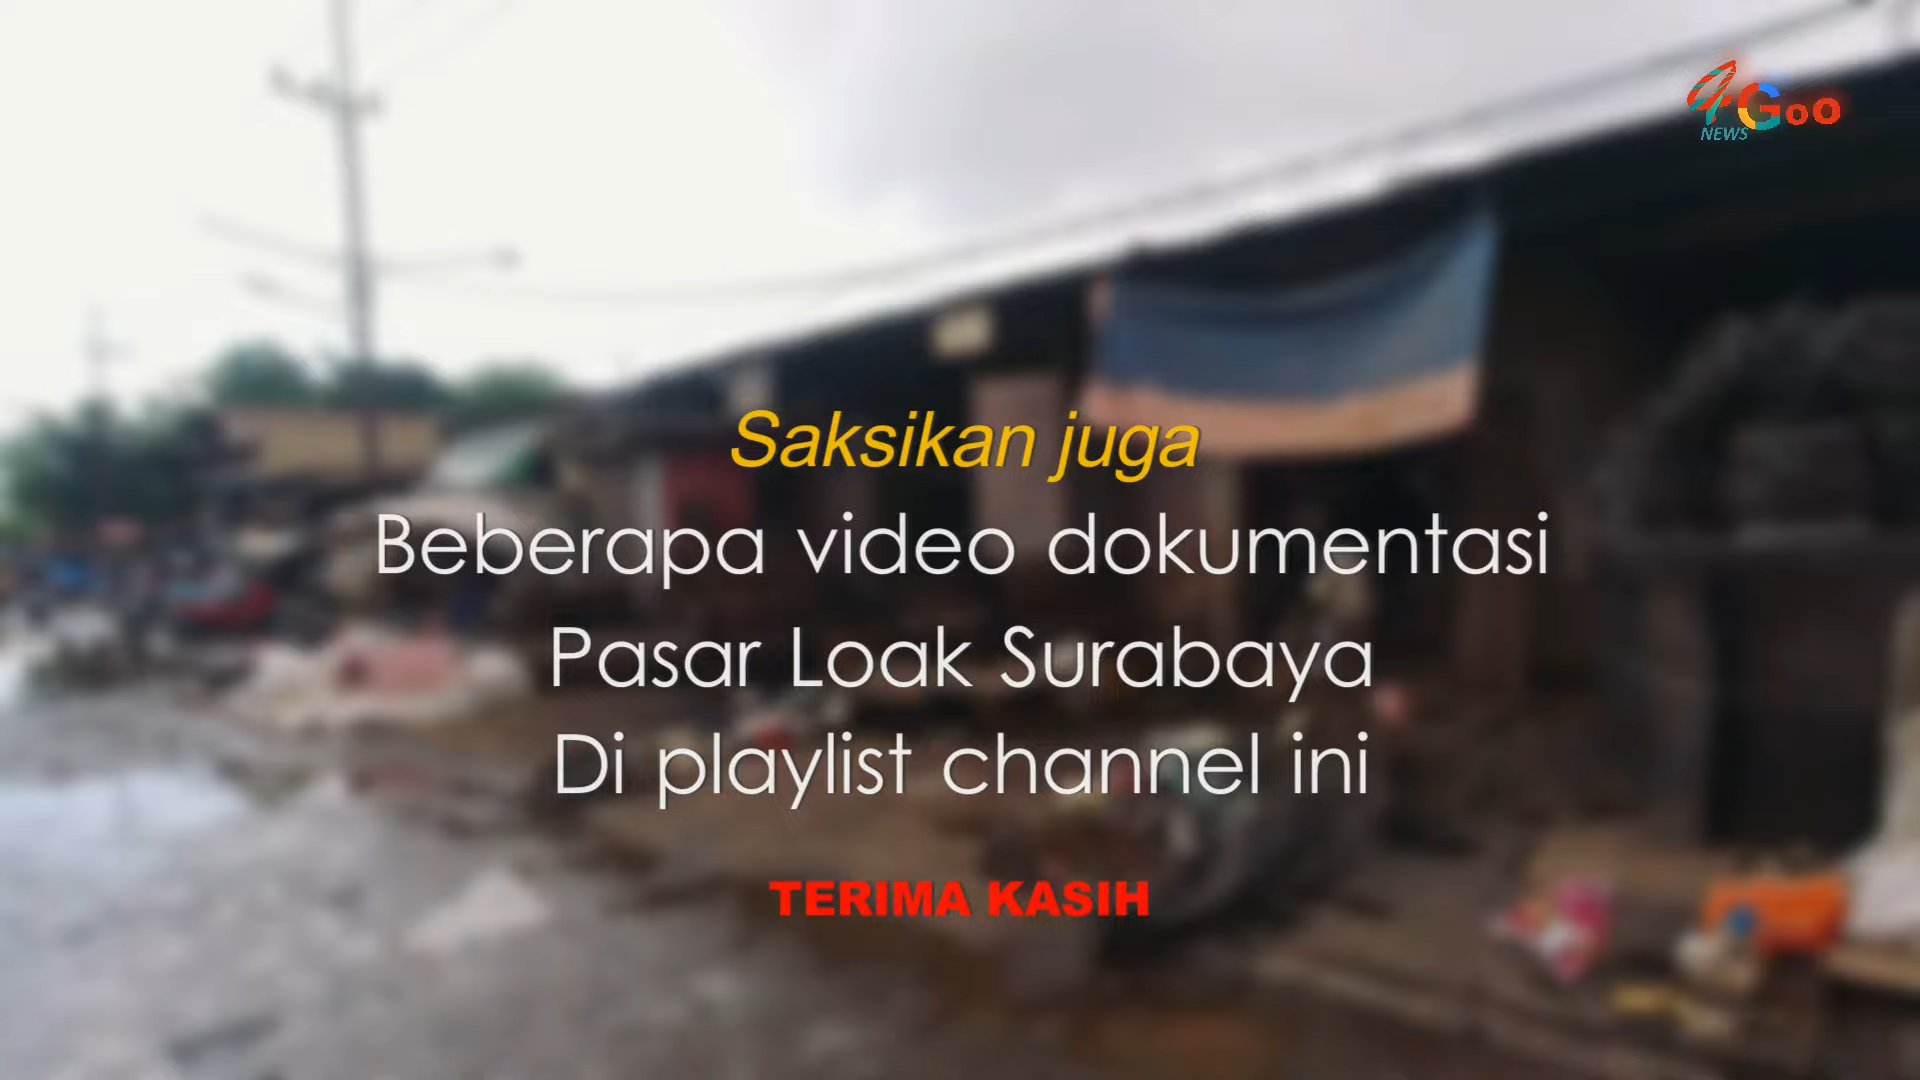 Goo
NEWS
Saksikan juga
Beberapa video dokumentasi
Pasar Loak Surabaya
Di playlist channel ini
TERIMA KASIH